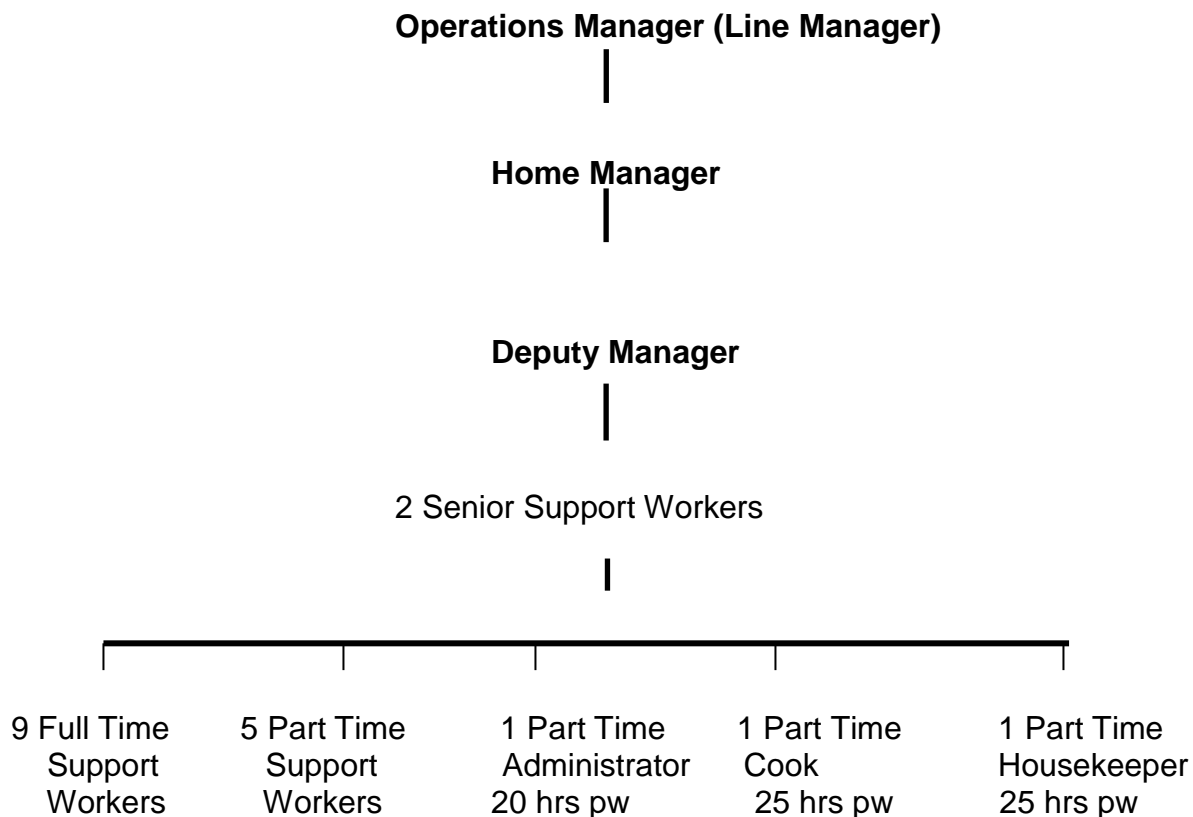 Operations Manager (Line Manager)
Home Manager
Deputy Manager
2 Senior Support Workers
9 Full Time
Support
Workers
5 Part Time
Support
Workers
1 Part Time
Administrator
20 hrs pw
1 Part Time
Cook
25 hrs pw
1 Part Time
Housekeeper
25 hrs pw